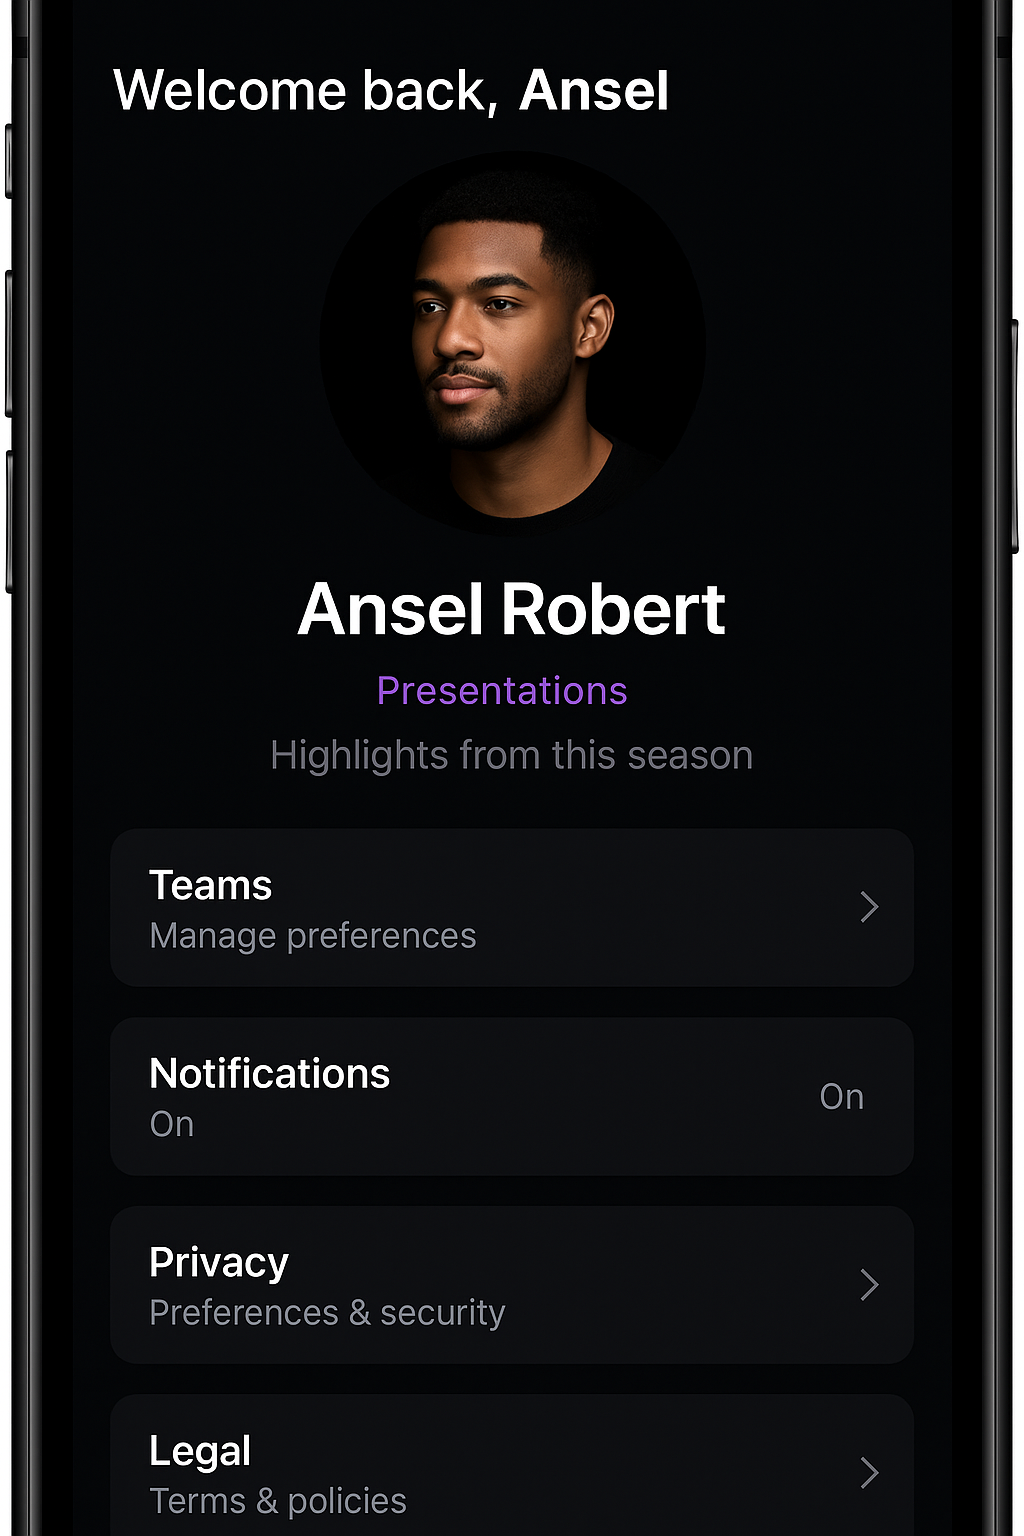 Welcome back, Ansel
Ansel Robert
Presentations
Highlights from this season
Teams
Manage preferences
Notifications
On
On
Privacy
Preferences & security
Legal
Terms & policies